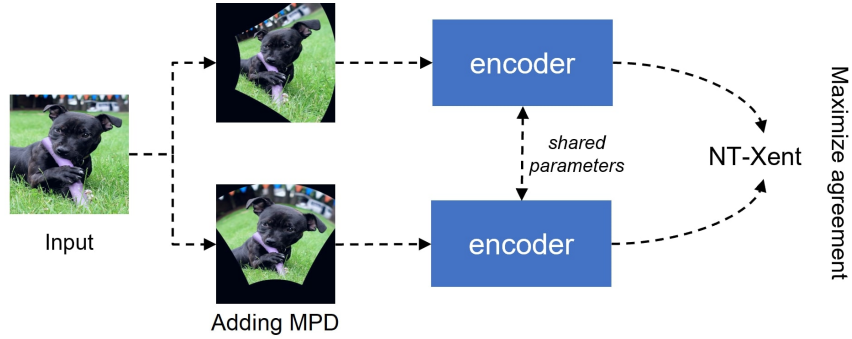 Input
Adding MPD
encoder
shared
parameters
encoder
NT-Xent
Maximize agreement